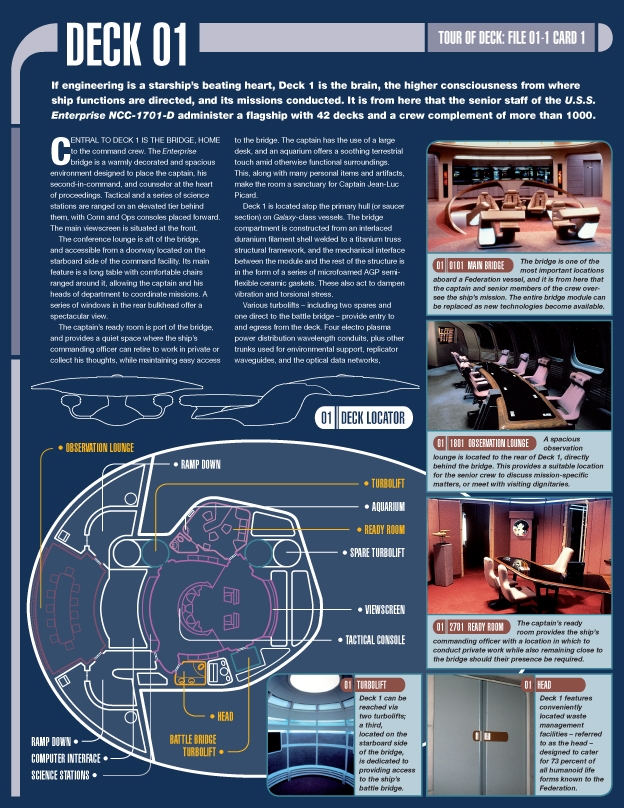 DECK 01
TOUR OF DECK: FILE 01-1 CARD 1
If engineering is a starship's beating heart, Deck 1 is the brain, the higher consciousness from where
ship functions are directed, and its missions conducted. It is from here that the senior staff of the U.S.S.
Enterprise NCC-1701-D administer a flagship with 42 decks and a crew complement of more than 1000.
CENTRAL TO DECK 1 IS THE BRIDGE, HOME
to the command crew. The Enterprise
bridge is a warmly decorated and spacious
environment designed to place the captain, his
second-in-command, and counselor at the heart
of proceedings. Tactical and a series of science
stations are ranged on an elevated tier behind
them, with Conn and Ops consoles placed forward.
The main viewscreen is situated at the front.
The conference lounge is aft of the bridge,
and accessible from a doorway located on the
starboard side of the command facility. Its main
feature is a long table with comfortable chairs
ranged around it, allowing the captain and his
heads of department to coordinate missions. A
series of windows in the rear bulkhead offer a
spectacular view.
The captain's ready room is port of the bridge,
and provides a quiet space where the ship's
commanding officer can retire to work in private or
collect his thoughts, while maintaining easy access
to the bridge. The captain has the use of a large
desk, and an aquarium offers a soothing terrestrial
touch amid otherwise functional surroundings.
This, along with many personal items and artifacts,
make the room a sanctuary for Captain Jean-Luc
Picard.
Deck 1 is located atop the primary hull (or saucer
section) on Galaxy-class vessels. The bridge
compartment is constructed from an interlaced
duranium filament shell welded to a titanium truss
structural framework, and the mechanical interface
between the module and the rest of the structure is
in the form of a series of microfoamed AGP semi-
flexible ceramic gaskets. These also act to dampen
vibration and torsional stress.
Various turbolifts – including two spares and
one direct to the battle bridge – provide entry to
and egress from the deck. Four electro plasma
power distribution wavelength conduits, plus other
trunks used for environmental support, replicator
waveguides, and the optical data networks.
01 0101 MAIN BRIDGE
The bridge is one of the
most important locations
aboard a Federation vessel, and it is from here that
the captain and senior members of the crew over-
see the ship's mission. The entire bridge module can
be replaced as new technologies become available.
01 1801 OBSERVATION LOUNGE
A spacious
observation
lounge is located to the rear of Deck 1, directly
behind the bridge. This provides a suitable location
for the senior crew to discuss mission-specific
matters, or meet with visiting dignitaries.
01 2701 READY ROOM
The captain's ready
room provides the ship's
commanding officer with a location in which to
conduct private work while also remaining close to
the bridge should their presence be required.
01 DECK LOCATOR
OBSERVATION LOUNGE
RAMP DOWN
TURBOLIFT
AQUARIUM
READY ROOM
SPARE TURBOLIFT
VIEWSCREEN
TACTICAL CONSOLE
HEAD
BATTLE BRIDGE
TURBOLIFT
RAMP DOWN
COMPUTER INTERFACE
SCIENCE STATIONS
01 TURBOLIFT
Deck 1 can be
reached via
two turbolifts;
a third,
located on the
starboard side
of the bridge,
is dedicated to
providing access
to the ship's
battle bridge.
01 HEAD
Deck 1 features
conveniently
located waste
management
facilities – referred
to as the head –
designed to cater
for 73 percent of
all humanoid life
forms known to the
Federation.